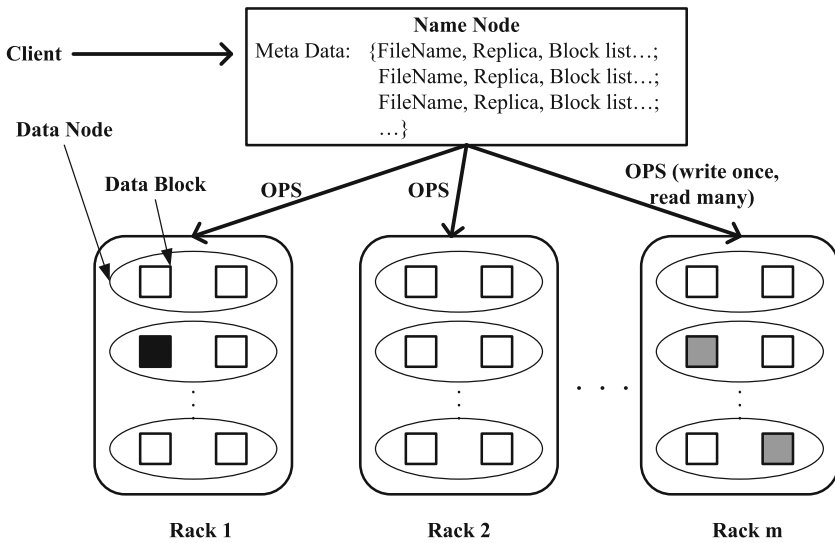 Name Node
Client
Meta Data: {FileName, Replica, Block list...;
FileName, Replica, Block list...;
FileName, Replica, Block list...;
...}
Data Node
Data Block
OPS
OPS
OPS (write once,
read many)
. . .
Rack 1
Rack 2
Rack m